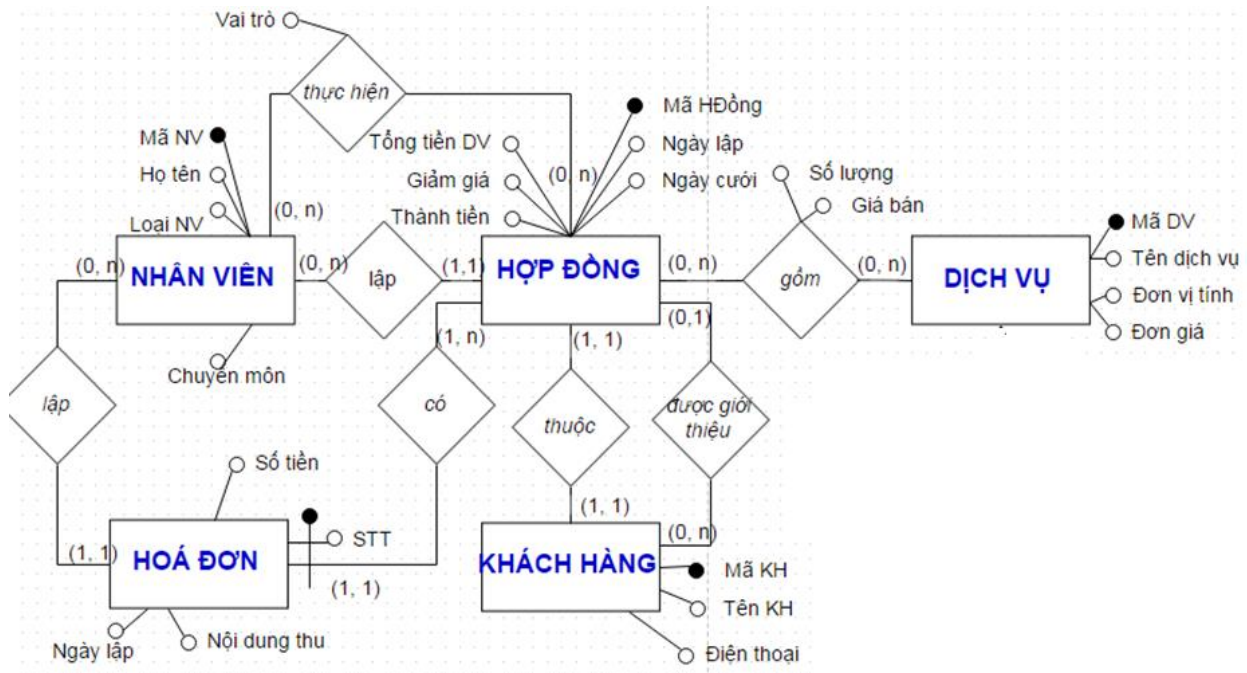 Vai trò
thực hiện
Mã NV
Họ tên
Loại NV
(0, n)
Tổng tiền DV
Giảm giá
Thành tiền
(0, n)
Mã HĐồng
Ngày lập
Ngày cưới
Số lượng
Giá bán
Mã DV
Tên dịch vụ
Đơn vị tính
Đơn giá
(0, n)
NHÂN VIÊN
(0, n)
lập
(1,1)
HỢP ĐỒNG
(0, n)
gồm
(0, n)
DỊCH VỤ
Chuyên môn
(1, n)
(1, 1)
(0,1)
lập
có
thuộc
được giới
thiệu
Số tiền
STT
(1, 1)
HOÁ ĐƠN
(1, 1)
(1, 1)
(0, n)
KHÁCH HÀNG
Mã KH
Tên KH
Điện thoại
Ngày lập
Nội dung thu